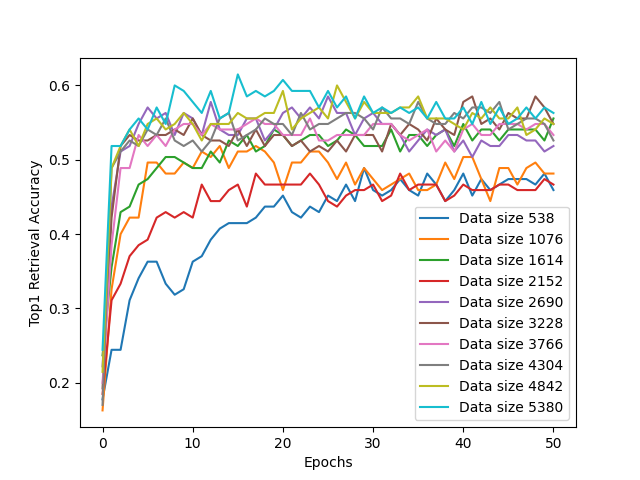 0.6
0.5
0.4
0.3
0.2
Top1 Retrieval Accuracy
0
10
20
30
40
50
Epochs
Data size 538
Data size 1076
Data size 1614
Data size 2152
Data size 2690
Data size 3228
Data size 3766
Data size 4304
Data size 4842
Data size 5380